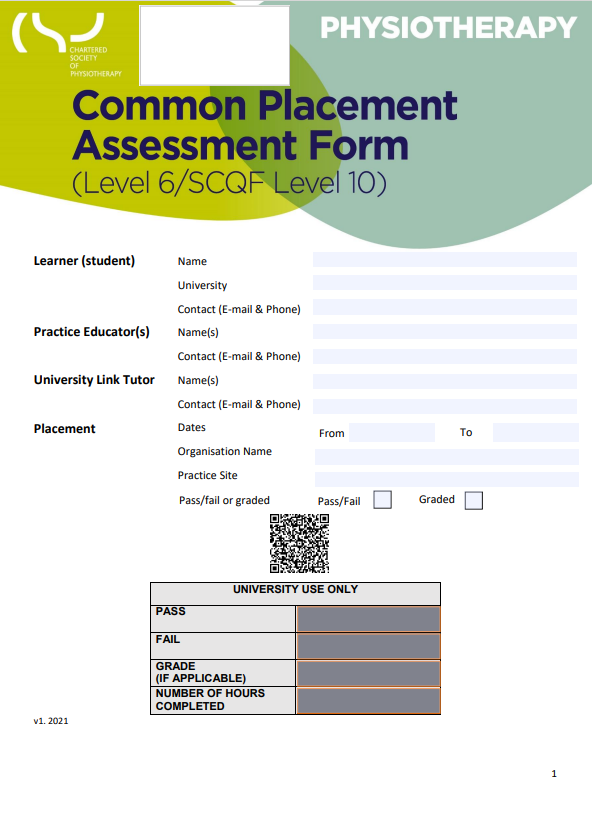 CHARTERED
SOCIETY
OF
PHYSIOTHERAPY
PHYSIOTHERAPY
Common Placement
Assessment Form
(Level 6/SCQF Level 10)
Learner (student) Name
University
Contact (E-mail & Phone)
Practice Educator(s) Name(s)
Contact (E-mail & Phone)
University Link Tutor Name(s)
Contact (E-mail & Phone)
Placement Dates From To
Organisation Name
Practice Site
Pass/fail or graded Pass/Fail Graded
UNIVERSITY USE ONLY
PASS
FAIL
GRADE
(IF APPLICABLE)
NUMBER OF HOURS
COMPLETED
v1. 2021
1